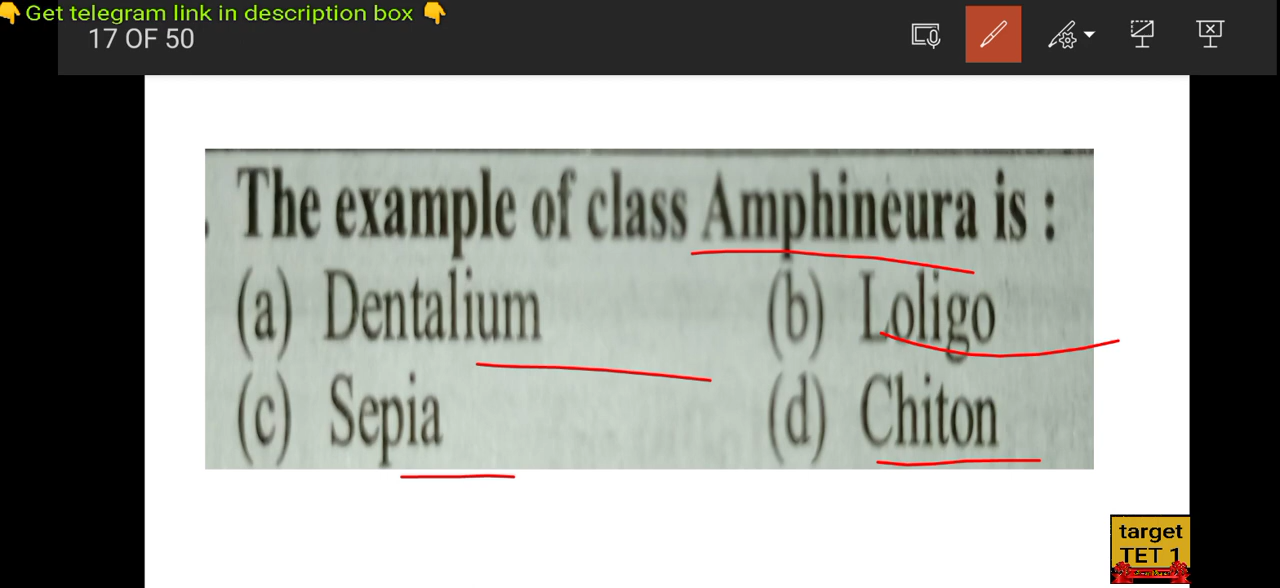 👇 Get telegram link in description box 👇
17 OF 50
The example of class Amphineura is :
(a) Dentalium (b) Loligo
(c) Sepia (d) Chiton
target
TET 1